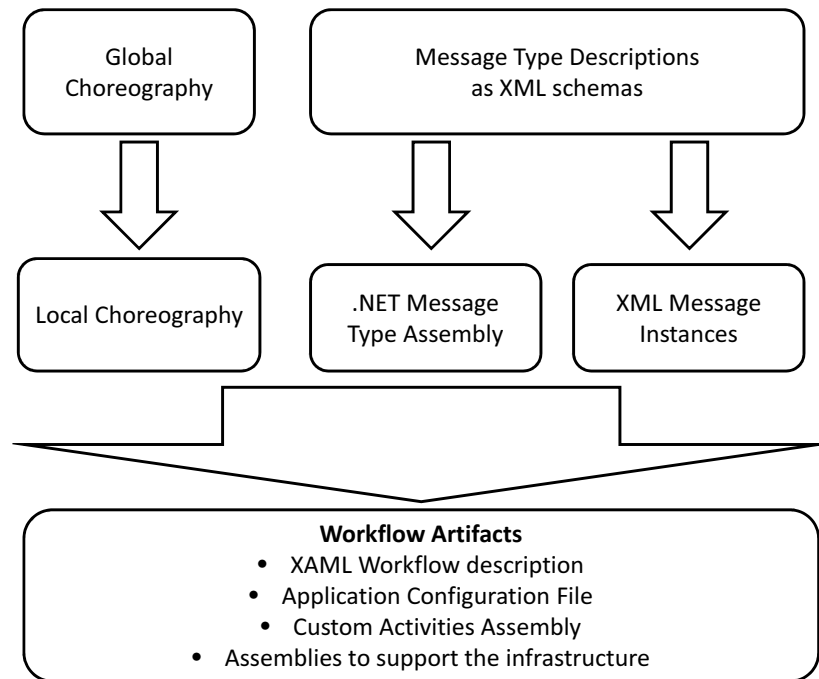 Global
Choreography
Message Type Descriptions
as XML schemas
Local Choreography
.NET Message
Type Assembly
XML Message
Instances
Workflow Artifacts
• XAML Workflow description
• Application Configuration File
• Custom Activities Assembly
• Assemblies to support the infrastructure